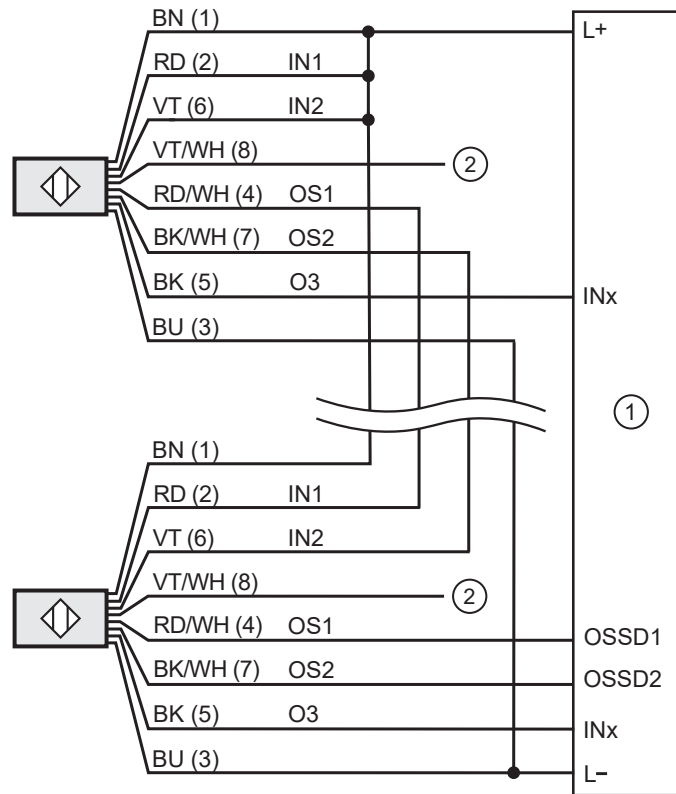 BN (1)
L+
RD (2) IN1
VT (6) IN2
VT/WH (8)
2
RD/WH (4) OS1
BK/WH (7) OS2
BK (5) O3
INx
BU (3)
1
BN (1)
RD (2) IN1
VT (6) IN2
VT/WH (8)
2
RD/WH (4) OS1
OSSD1
BK/WH (7) OS2
OSSD2
BK (5) O3
INx
BU (3)
L−